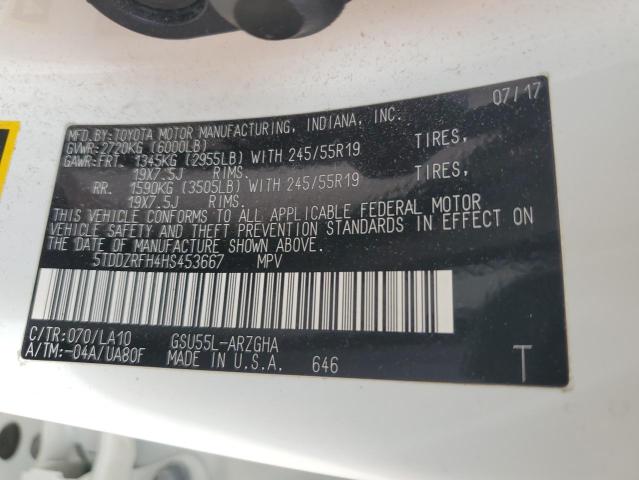 07/17
MFD.BY:TOYOTA MOTOR MANUFACTURING, INDIANA, INC.
GVWR:2720KG (6000LB)
GAWR:FRT. 1345KG (2955LB) WITH 245/55R19 TIRES,
19X7.5J RIMS.
RR. 1590KG (3505LB) WITH 245/55R19 TIRES,
19X7.5J RIMS.
THIS VEHICLE CONFORMS TO ALL APPLICABLE FEDERAL MOTOR
VEHICLE SAFETY AND THEFT PREVENTION STANDARDS IN EFFECT ON
THE DATE OF MANUFACTURE SHOWN ABOVE.
5TDDZRFH4HS453667 MPV
C/TR:070/LA10 GSU55L-ARZGHA
A/TM:-04A/UA80F MADE IN U.S.A. 646 T